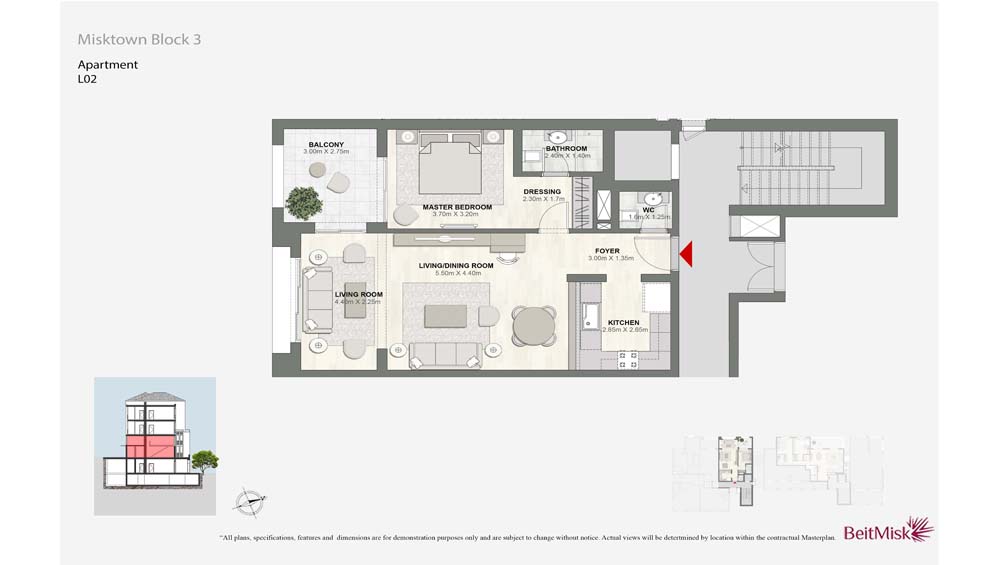 Misktown Block 3
Apartment
L02
BALCONY
3.00m X 2.75m
MASTER BEDROOM
3.70m X 3.20m
BATHROOM
2.40m X 1.40m
DRESSING
2.30m X 1.7m
WC
1.6m X 1.25m
FOYER
3.00m X 1.35m
LIVING/DINING ROOM
5.50m X 4.40m
LIVING ROOM
4.40m X 2.25m
KITCHEN
2.85m X 2.65m
*All plans, specifications, features and dimensions are for demonstration purposes only and are subject to change without notice. Actual views will be determined by location within the contractual Masterplan.
BeitMisk